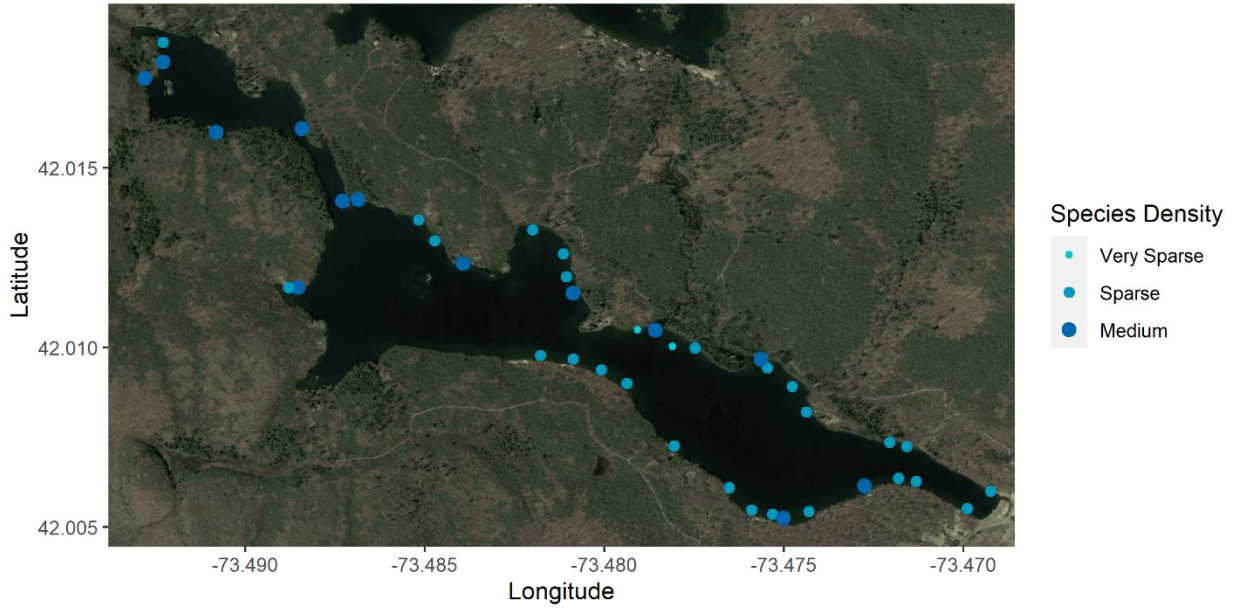 42.015
42.010
42.005
Latitude
-73.490 -73.485 -73.480 -73.475 -73.470
Longitude
Species Density
Very Sparse
Sparse
Medium